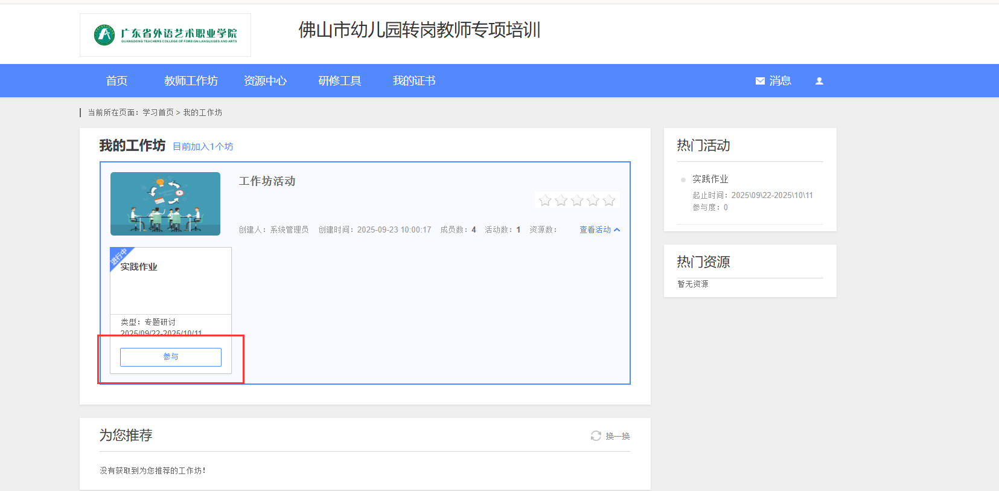 广东省外语艺术职业学院
GUANGDONG TEACHERS COLLEGE OF FOREIGN LANGUAGES AND ARTS
佛山市幼儿园转岗教师专项培训
首页 教师工作坊 资源中心 研修工具 我的证书 消息
当前所在页面：学习首页 > 我的工作坊
我的工作坊 目前加入1个坊
工作坊活动
创建人：系统管理员 创建时间：2025-09-23 10:00:17 成员数：4 活动数：1 资源数： 查看活动
进行中
实践作业
类型：专题研讨
2025/09/22-2025/10/11
参与
为您推荐
换一换
没有获取到为您推荐的工作坊！
热门活动
实践作业
起止时间：2025\09\22-2025\10\11
参与度：0
热门资源
暂无资源